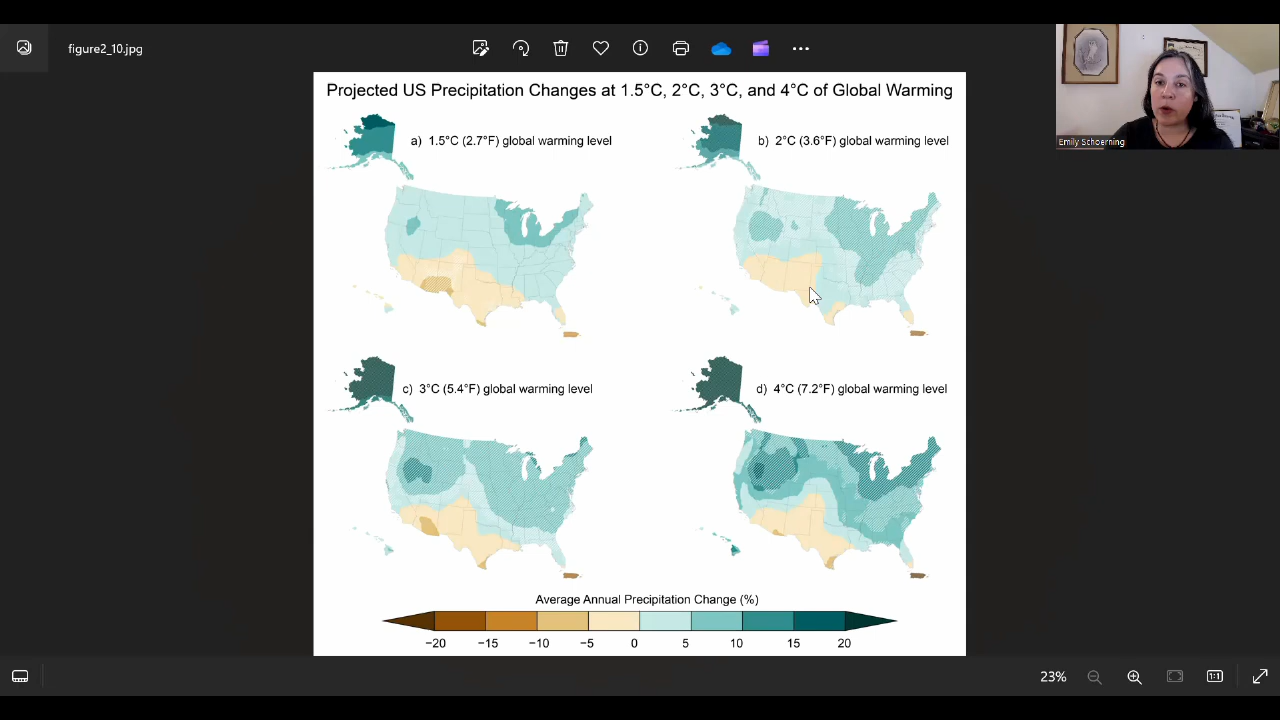 figure2_10.jpg
Emily Schoerning
Projected US Precipitation Changes at 1.5°C, 2°C, 3°C, and 4°C of Global Warming
a) 1.5°C (2.7°F) global warming level
b) 2°C (3.6°F) global warming level
c) 3°C (5.4°F) global warming level
d) 4°C (7.2°F) global warming level
Average Annual Precipitation Change (%)
−20 −15 −10 −5 0 5 10 15 20
23%
1:1